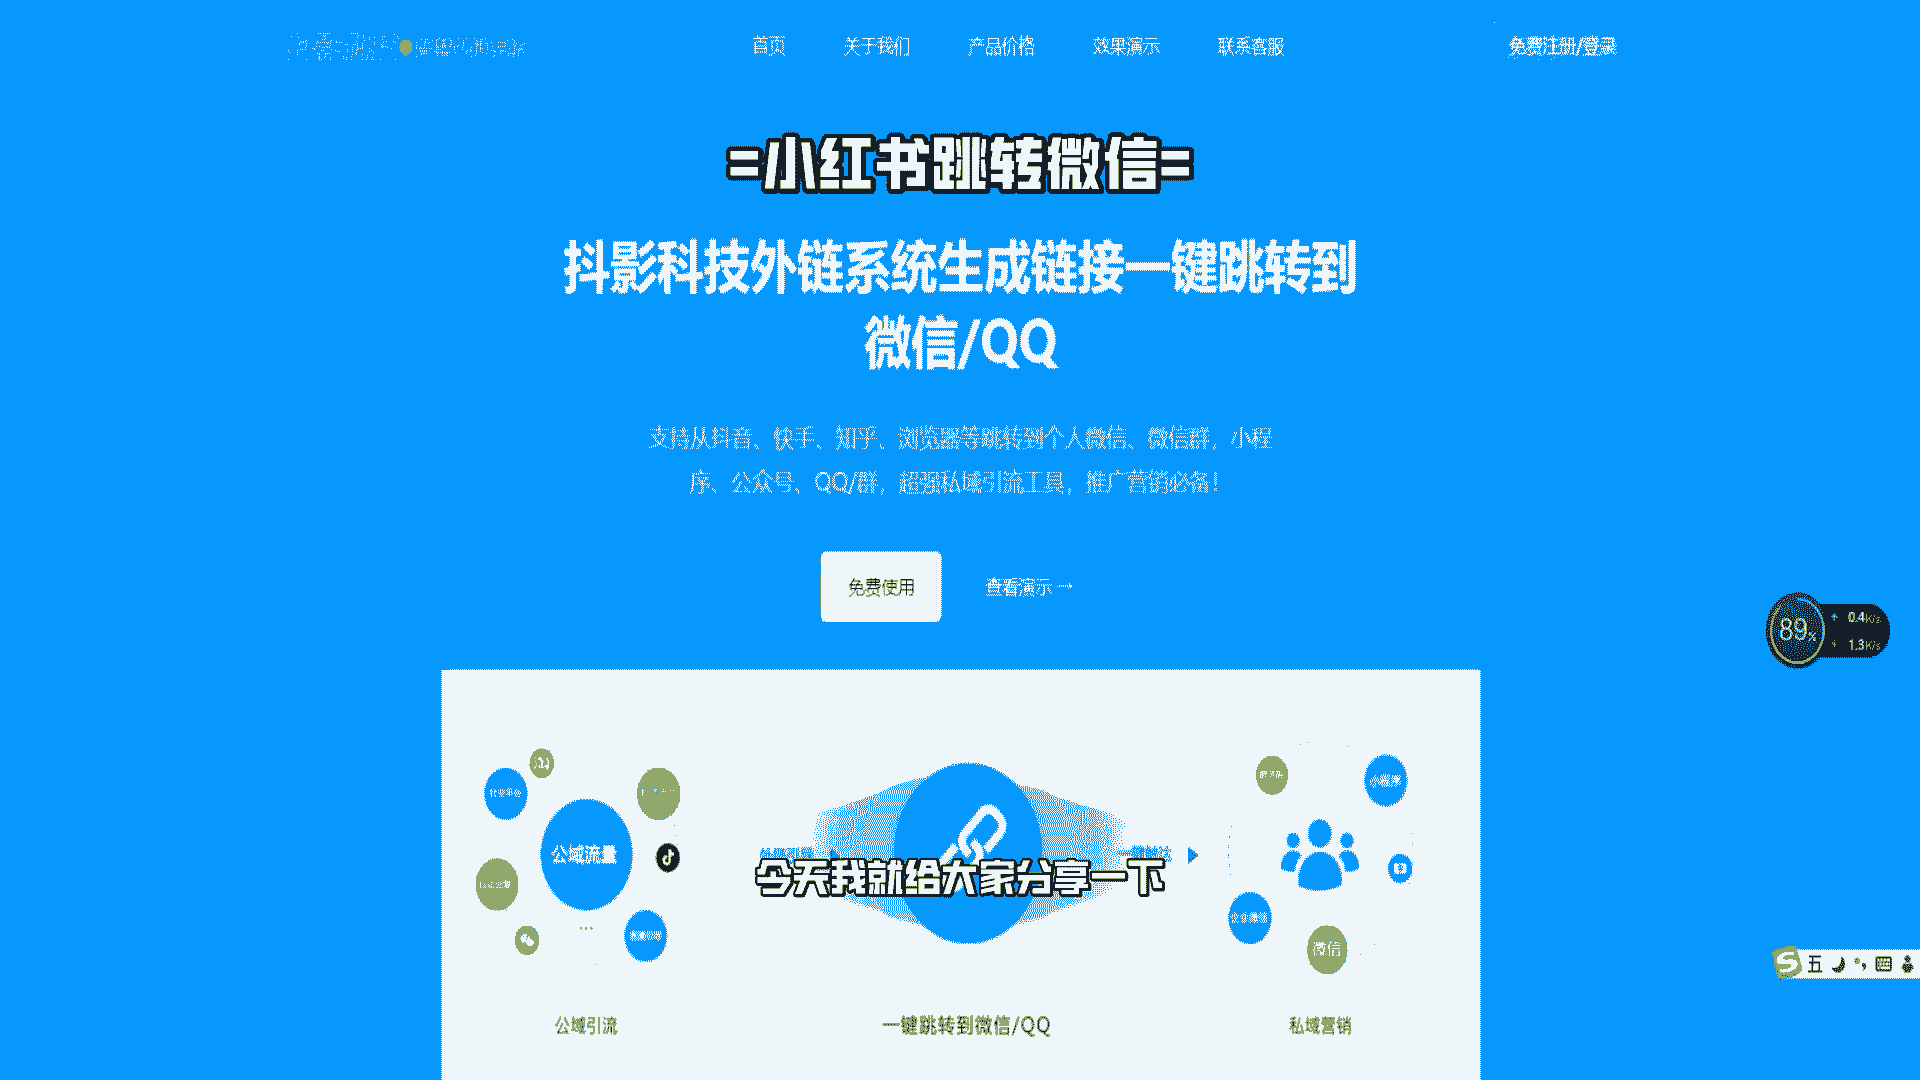 首页
关于我们
产品价格
效果演示
联系客服
免费注册/登录
=小红书跳转微信=
抖影科技外链系统生成链接一键跳转到
微信/QQ
支持从抖音、快手、知乎、浏览器等跳转到个人微信、微信群，小程
序、公众号、QQ/群，超强私域引流工具，推广营销必备！
免费使用
查看演示→
89%
0.4K/s
1.3K/s
公域流量
小程序
今天我就给大家分享一下
企业微信
微信
五
公域引流
一键跳转到微信/QQ
私域营销